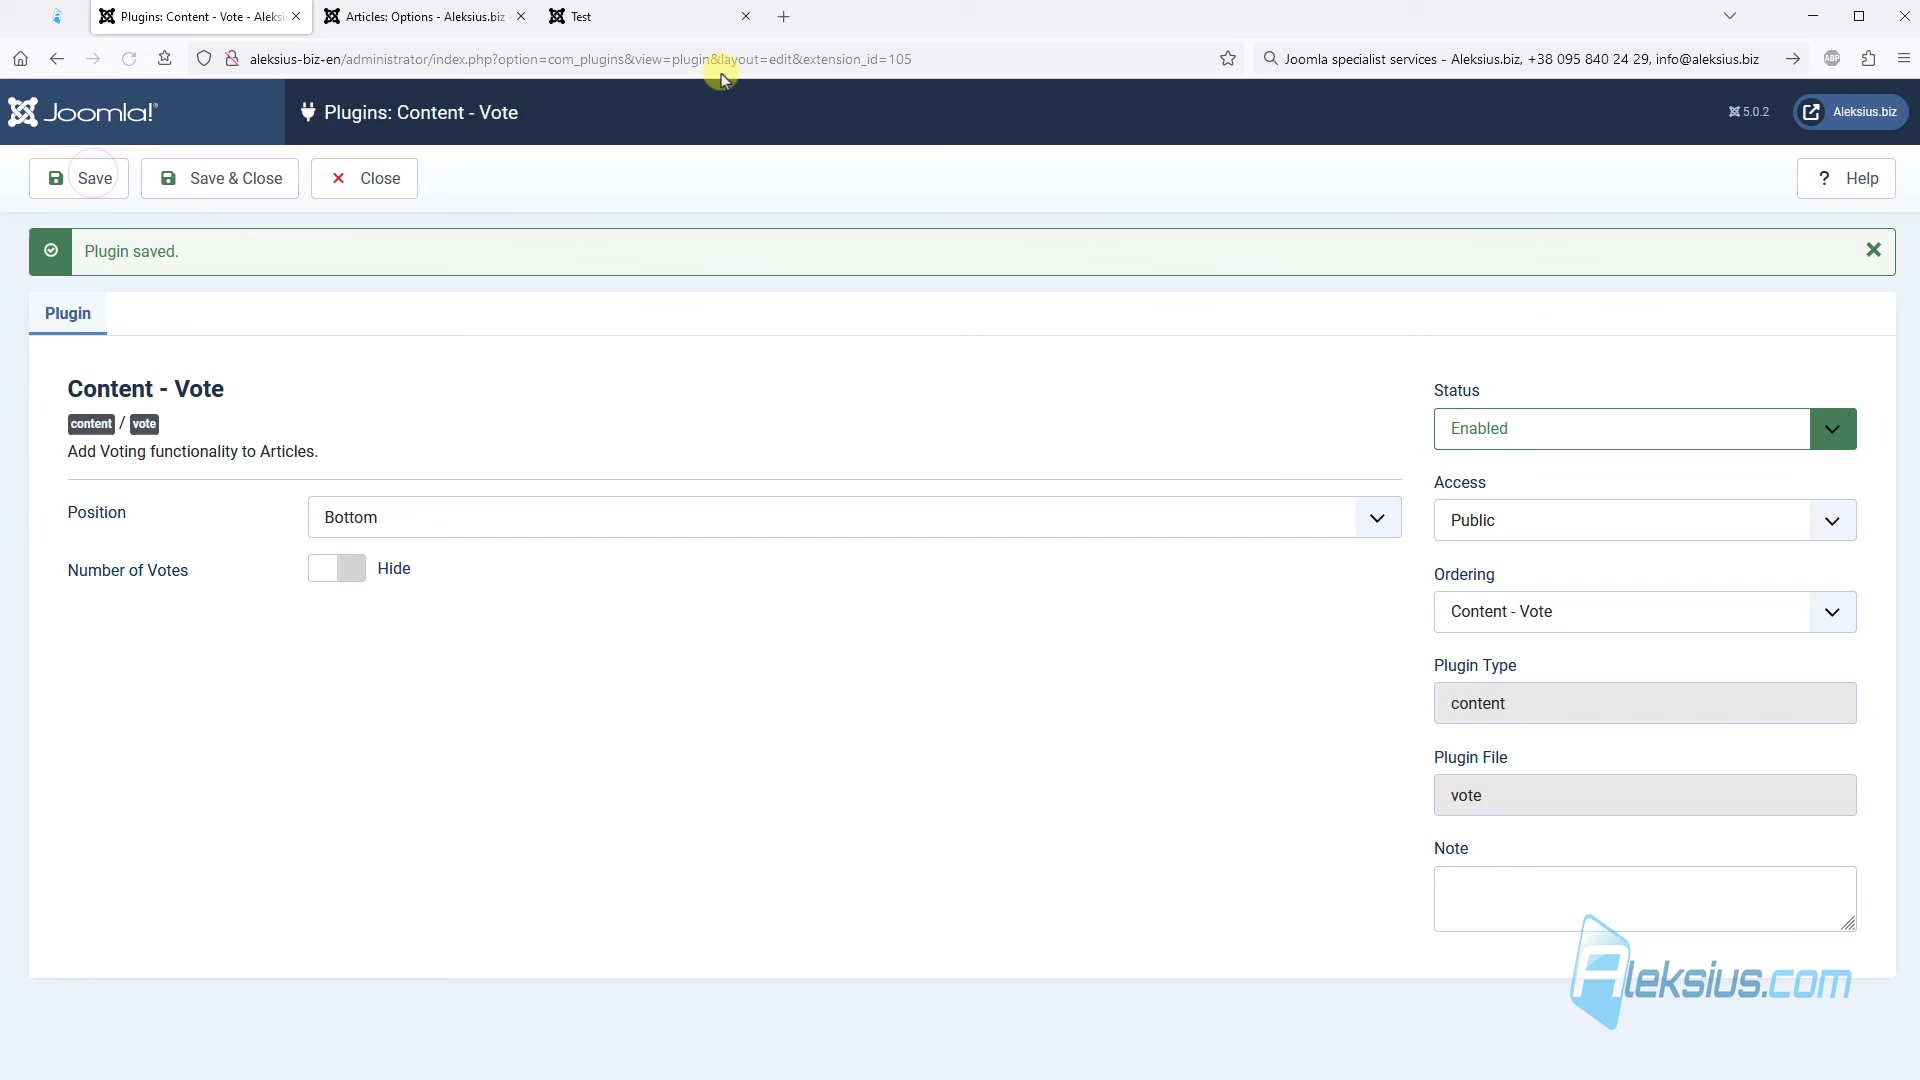 Plugins: Content - Vote - Aleksi
Articles: Options - Aleksius.biz -
Test
aleksius-biz-en/administrator/index.php?option=com_plugins&view=plugin&layout=edit&extension_id=105
- Joomla specialist services - Aleksius.biz, +38 095 840 24 29, info@aleksius.biz
ABP
Joomla!®
Plugins: Content - Vote
5.0.2
Aleksius.biz
Save
Save & Close
Close
? Help
Plugin saved.
Plugin
Content - Vote
content / vote
Add Voting functionality to Articles.
Position
Bottom
Number of Votes
Hide
Status
Enabled
Access
Public
Ordering
Content - Vote
Plugin Type
content
Plugin File
vote
Note
Aleksius.com